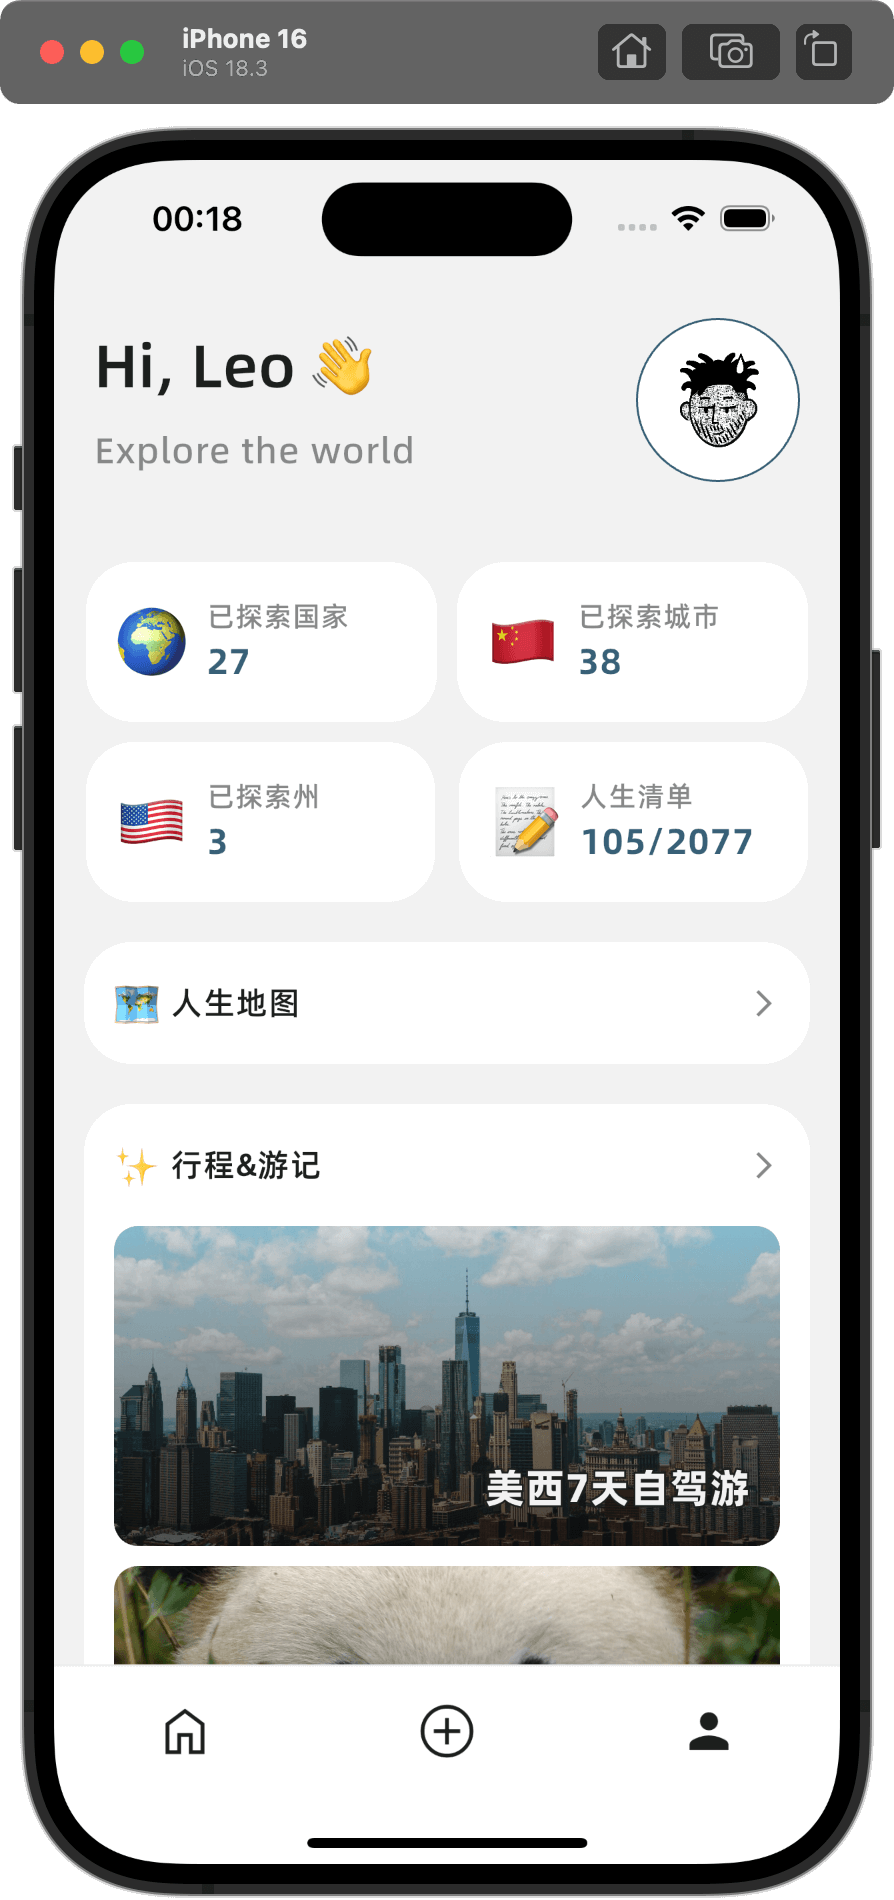 iPhone 16
iOS 18.3
00:18
Hi, Leo 👋
Explore the world
已探索国家
27
已探索城市
38
已探索州
3
人生清单
105/2077
人生地图
行程&游记
美西7天自驾游